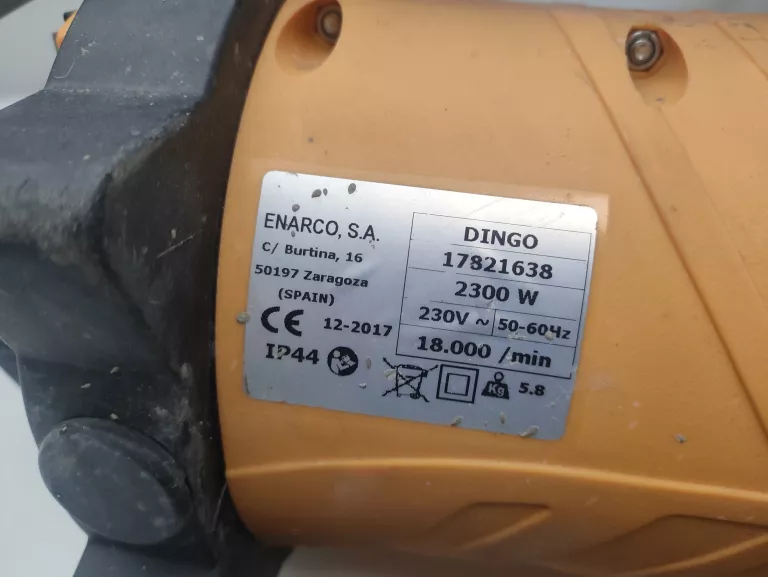 ENARCO, S.A.
C/ Burtina, 16
50197 Zaragoza
(SPAIN)
CE 12-2017
IP44
DINGO
17821638
2300 W
230V ~ 50-60Hz
18.000 /min
Kg 5.8